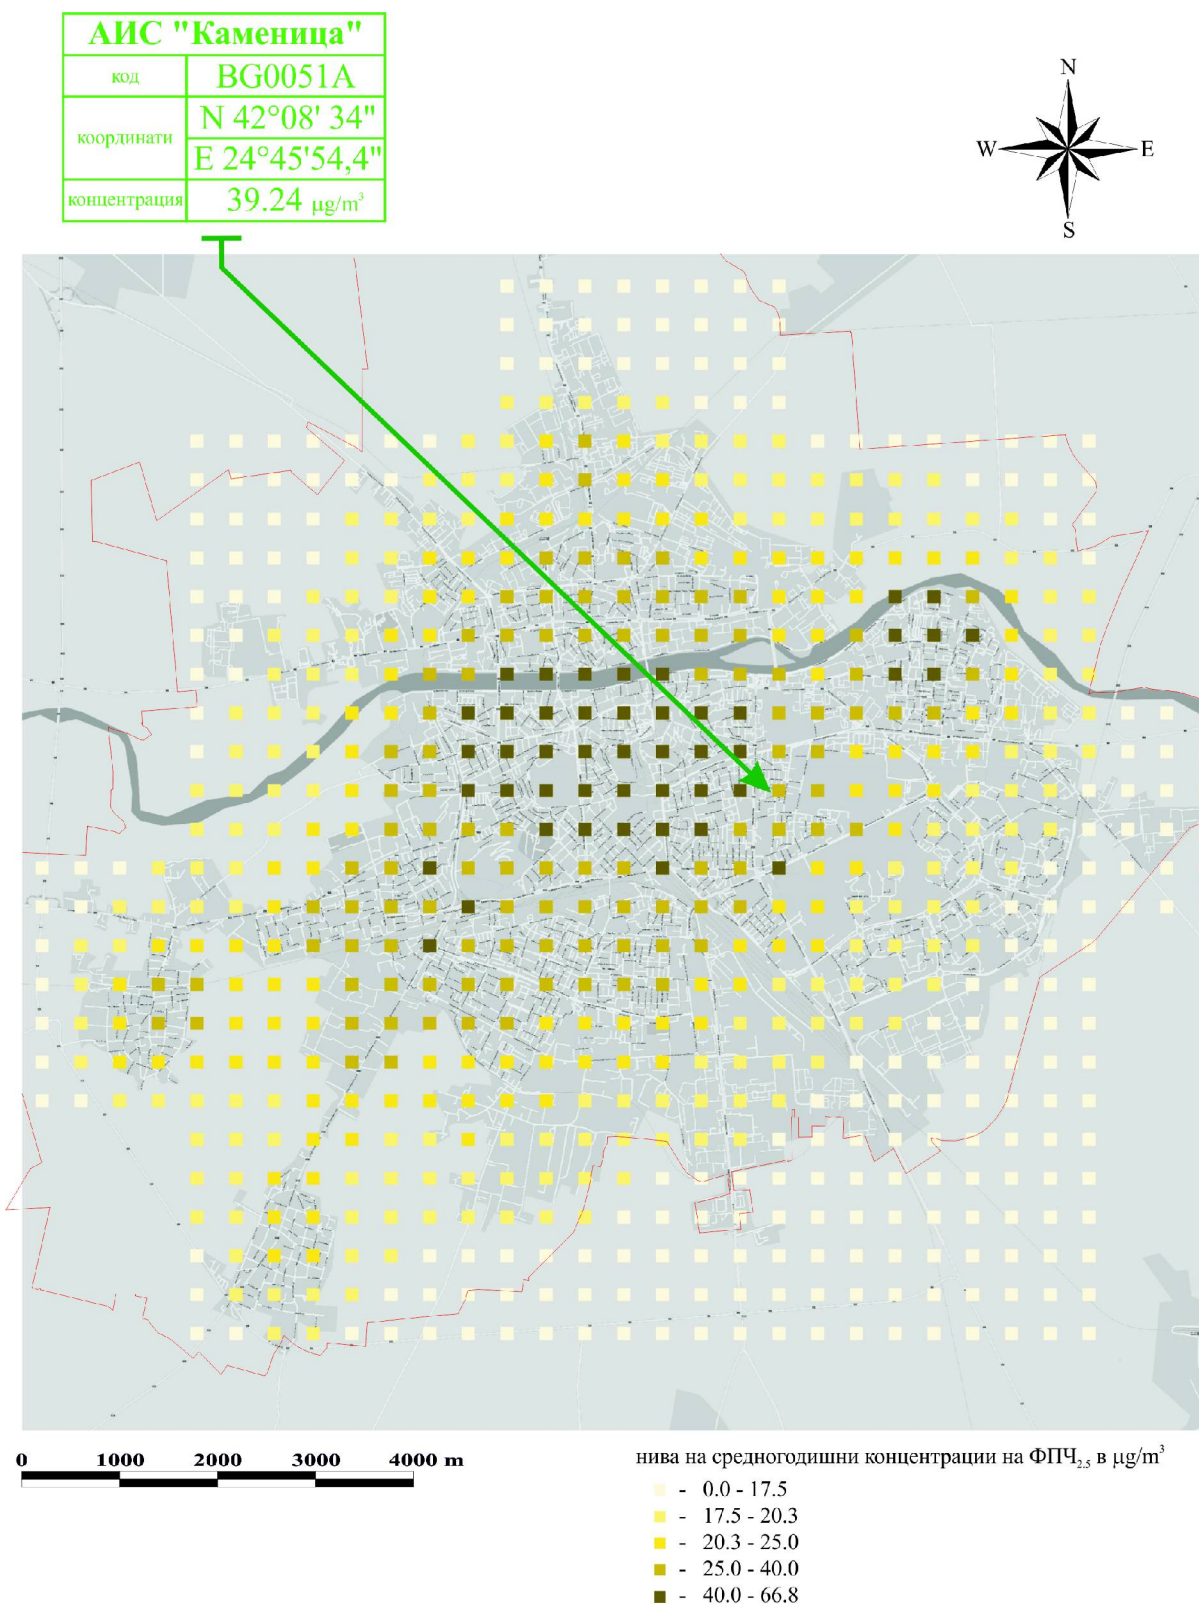 АИС "Каменица"
код BG0051A
координати N 42°08' 34"
E 24°45'54,4"
концентрация 39.24 μg/m³
N
W E
S
0 1000 2000 3000 4000 m
нива на средногодишни концентрации на ФПЧ₂.₅ в μg/m³
- 0.0 - 17.5
- 17.5 - 20.3
- 20.3 - 25.0
- 25.0 - 40.0
- 40.0 - 66.8